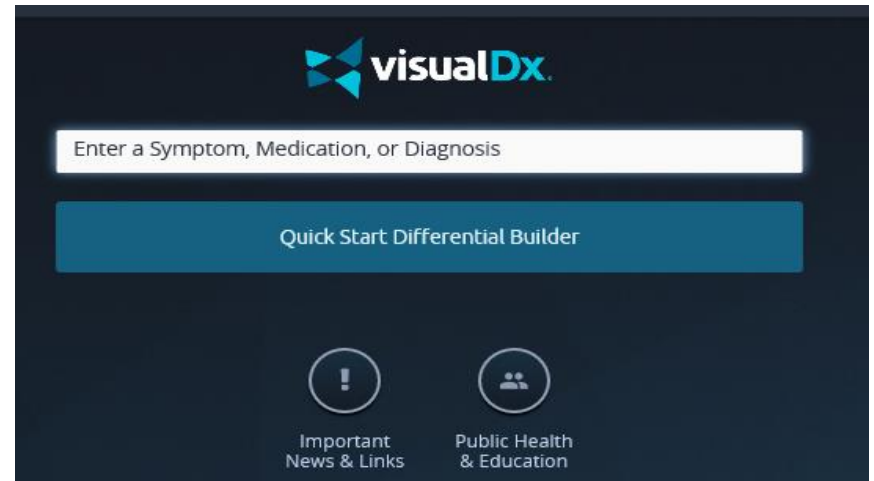 visualDx.
Enter a Symptom, Medication, or Diagnosis
Quick Start Differential Builder
Important
News & Links
Public Health
& Education